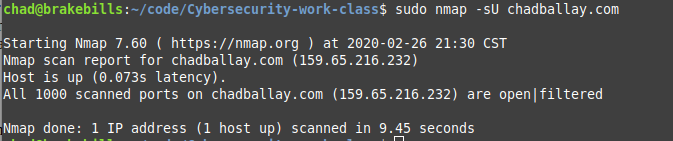 chad@brakebills:~/code/Cybersecurity-work-class$ sudo nmap -sU chadballay.com
Starting Nmap 7.60 ( https://nmap.org ) at 2020-02-26 21:30 CST
Nmap scan report for chadballay.com (159.65.216.232)
Host is up (0.073s latency).
All 1000 scanned ports on chadballay.com (159.65.216.232) are open|filtered
Nmap done: 1 IP address (1 host up) scanned in 9.45 seconds